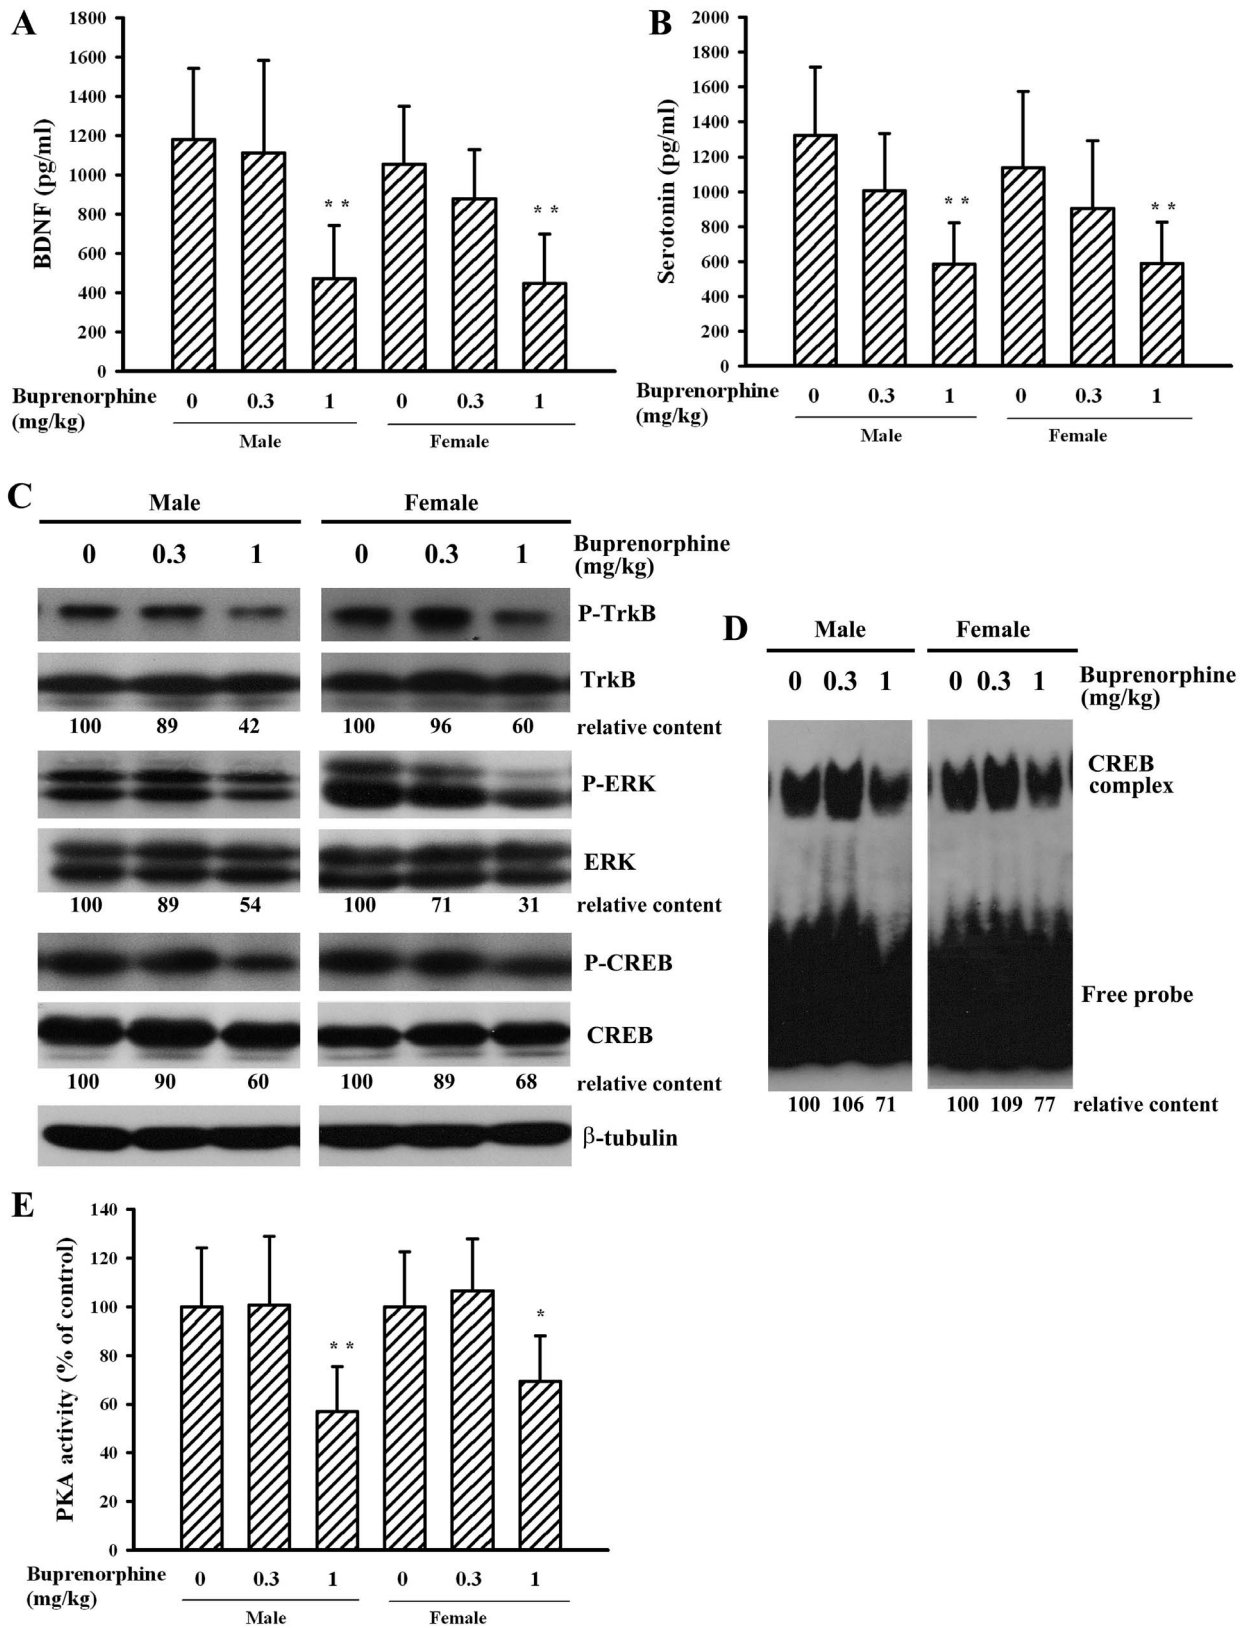 A
BDNF (pg/ml)
1800
1600
1400
1200
1000
800
600
400
200
0
* *
* *
Buprenorphine
(mg/kg)
0 0.3 1 0 0.3 1
Male Female
B
Serotonin (pg/ml)
2000
1800
1600
1400
1200
1000
800
600
400
200
0
* *
* *
Buprenorphine
(mg/kg)
0 0.3 1 0 0.3 1
Male Female
C
Male Female
0 0.3 1 0 0.3 1 Buprenorphine
(mg/kg)
P-TrkB
TrkB
100 89 42 100 96 60 relative content
P-ERK
ERK
100 89 54 100 71 31 relative content
P-CREB
CREB
100 90 60 100 89 68 relative content
β-tubulin
D
Male Female
0 0.3 1 0 0.3 1 Buprenorphine
(mg/kg)
CREB
complex
Free probe
100 106 71 100 109 77 relative content
E
PKA activity (% of control)
140
120
100
80
60
40
20
0
* *
*
Buprenorphine
(mg/kg)
0 0.3 1 0 0.3 1
Male Female